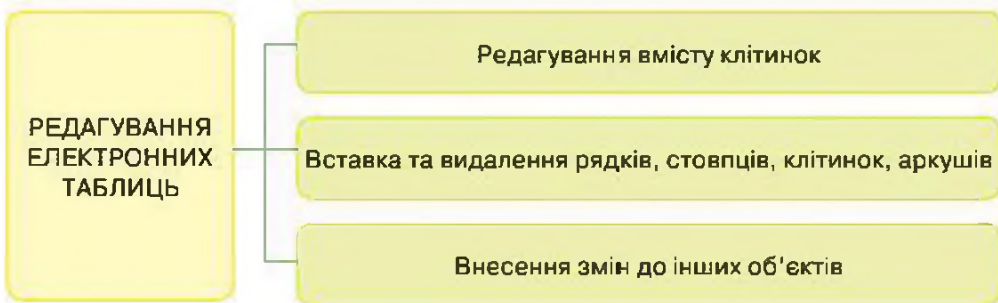 РЕДАГУВАННЯ
ЕЛЕКТРОННИХ
ТАБЛИЦЬ
Редагування вмісту клітинок
Вставка та видалення рядків, стовпців, клітинок, аркушів
Внесення змін до інших об'єктів